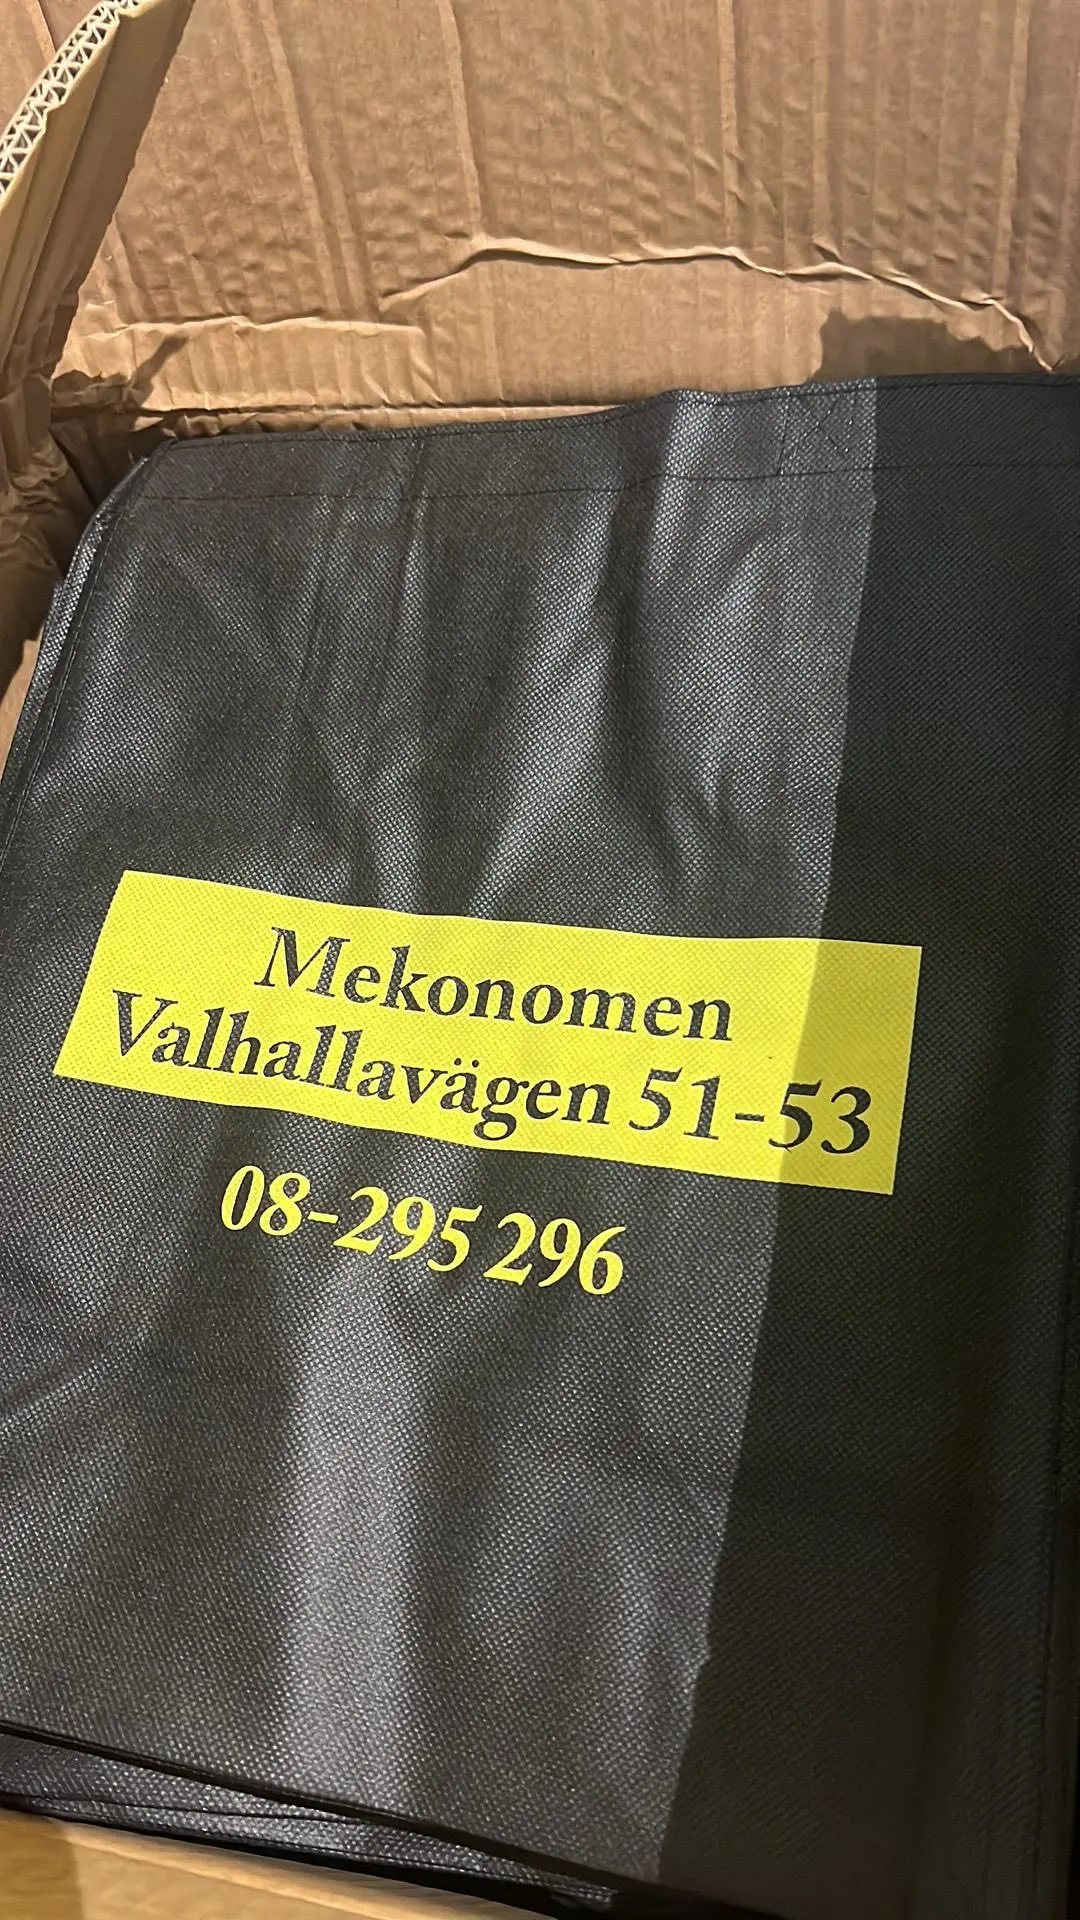 Mekonomen
Valhallavägen 51-53
08-295 296